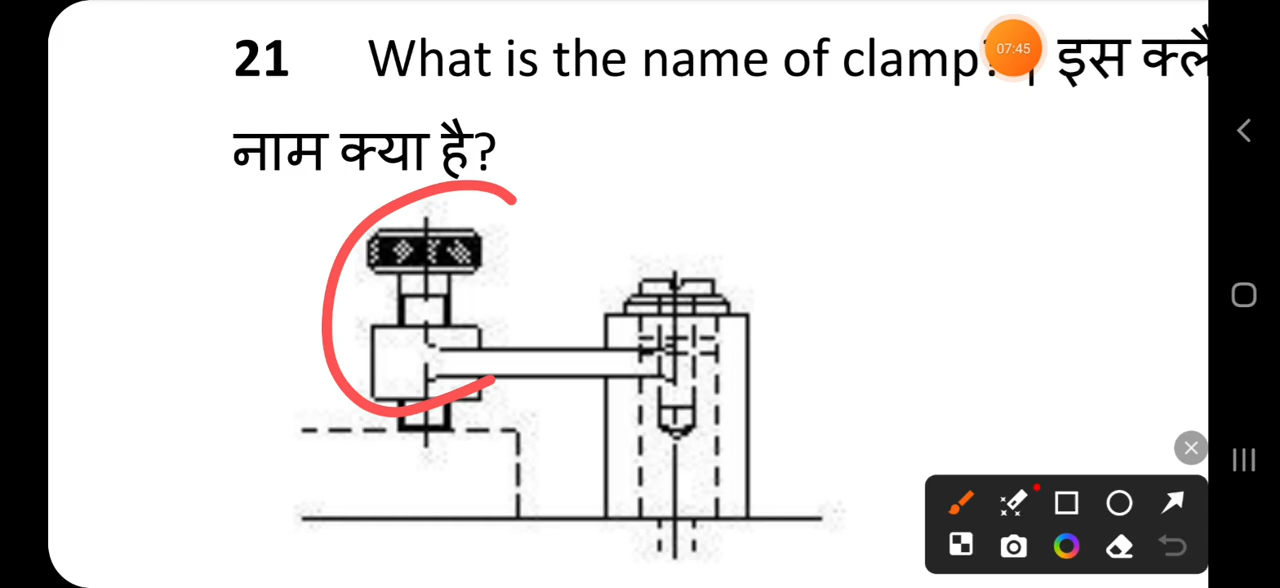 21 What is the name of clamp? | इस क्लै
नाम क्या है?
07:45